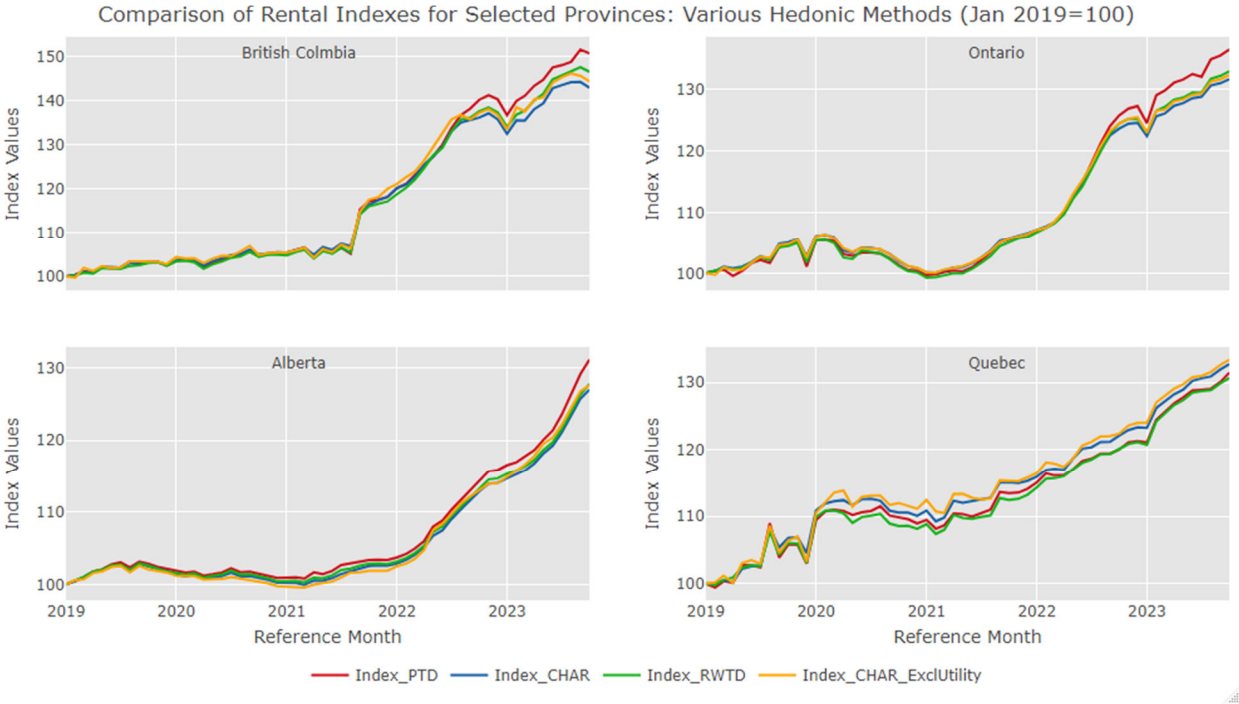 Comparison of Rental Indexes for Selected Provinces: Various Hedonic Methods (Jan 2019=100)
British Colmbia
Index Values
150
140
130
120
110
100
Ontario
Index Values
130
120
110
100
Alberta
Index Values
130
120
110
100
2019 2020 2021 2022 2023
Reference Month
Quebec
Index Values
130
120
110
100
2019 2020 2021 2022 2023
Reference Month
Index_PTD Index_CHAR Index_RWTD Index_CHAR_ExclUtility